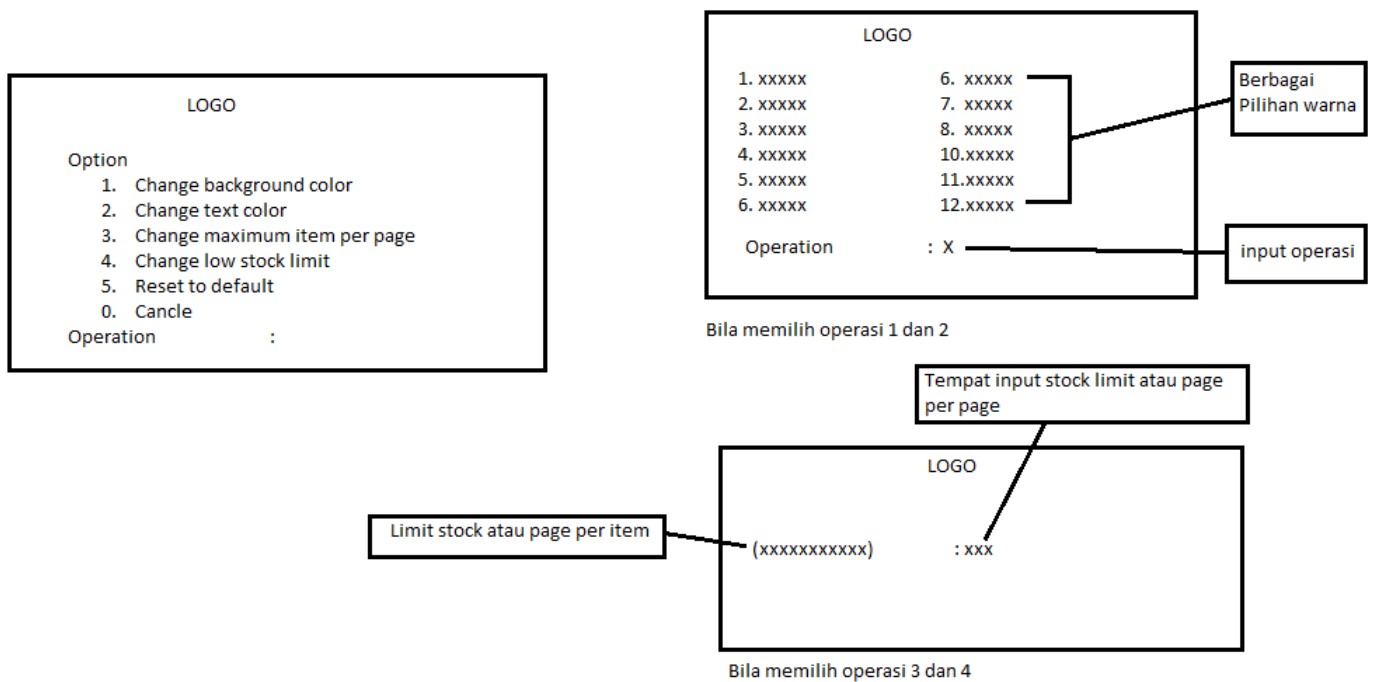 LOGO
Option
1. Change background color
2. Change text color
3. Change maximum item per page
4. Change low stock limit
5. Reset to default
0. Cancle
Operation :
LOGO
1. xxxxx 6. xxxxx
2. xxxxx 7. xxxxx
3. xxxxx 8. xxxxx
4. xxxxx 10.xxxxx
5. xxxxx 11.xxxxx
6. xxxxx 12.xxxxx
Operation : X
Berbagai
Pilihan warna
input operasi
Bila memilih operasi 1 dan 2
Tempat input stock limit atau page
per page
LOGO
Limit stock atau page per item
(xxxxxxxxxxx) : xxx
Bila memilih operasi 3 dan 4